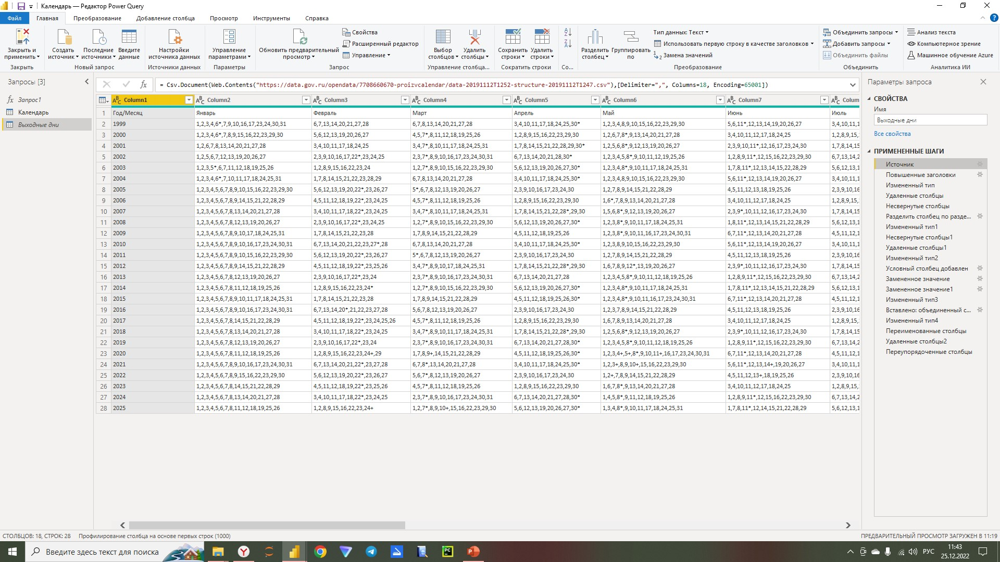 Календарь — Редактор Power Query
Файл Главная Преобразование Добавление столбца Просмотр Инструменты Справка
Закрыть и применить
Закрыть
Создать источник
Последние источники
Введите данные
Новый запрос
Настройки источника данных
Источники данных
Управление параметрами
Параметры
Обновить предварительный просмотр
Свойства
Расширенный редактор
Управление
Запрос
Выбор столбцов
Удалить столбцы
Управление столбца...
Сохранить строки
Удалить строки
Сократить строки
Со...
Разделить столбец
Группировать по
Тип данных: Текст
Использовать первую строку в качестве заголовков
Замена значений
Преобразование
Объединить запросы
Добавить запросы
Объединить файлы
Объединить
Анализ текста
Компьютерное зрение
Машинное обучение Azure
Аналитика ИИ
Запросы [3]
Запрос1
Календарь
Выходные дни
= Csv.Document(Web.Contents("https://data.gov.ru/opendata/7708660670-proizvcalendar/data-20191112T1252-structure-20191112T1247.csv"),[Delimiter=",", Columns=18, Encoding=65001])
Column1 Column2 Column3 Column4 Column5 Column6 Column7 Colum
1 Год/Месяц Январь Февраль Март Апрель Май Июнь Июль
2 1999 1,2,3,4,6*,7,9,10,16,17,23,24,30,31 6,7,13,14,20,21,27,28 6,7,8,13,14,20,21,27,28 3,4,10,11,17,18,24,25,30* 1,2,3,4,8,9,10,15,16,22,23,29,30 5,6,11*,12,13,14,19,20,26,27 3,4,10,11,1
3 2000 1,2,3,4,6*,7,8,9,15,16,22,23,29,30 5,6,12,13,19,20,26,27 4,5,7*,8,11,12,18,19,25,26 1,2,8,9,15,16,22,23,29,30 1,2,6,7,8*,9,13,14,20,21,27,28 3,4,10,11,12,17,18,24,25 1,2,8,9,15,
4 2001 1,2,6,7,8,13,14,20,21,27,28 3,4,10,11,17,18,24,25 3,4,7*,8,10,11,17,18,24,25,31 1,7,8,14,15,21,22,28,29,30* 1,2,5,6,8*,9,12,13,19,20,26,27 2,3,9,10,11*,12,16,17,23,24,30 1,7,8,14,15
5 2002 1,2,5,6,7,12,13,19,20,26,27 2,3,9,10,16,17,22*,23,24,25 2,3,7*,8,9,10,16,17,23,24,30,31 6,7,13,14,20,21,28,30* 1,2,3,4,5,8*,9,10,11,12,19,25,26 1,2,8,9,11*,12,15,16,22,23,29,30 6,7,13,14,2
6 2003 1,2,3,5*,6,7,11,12,18,19,25,26 1,2,8,9,15,16,22,23,24 1,2,7*,8,9,10,15,16,22,23,29,30 5,6,12,13,19,20,26,27,30* 1,2,3,4,8*,9,10,11,17,18,24,25,31 1,7,8,11*,12,13,14,15,22,28,29 5,6,12,13,1
7 2004 1,2,3,4,6*,7,10,11,17,18,24,25,31 1,7,8,14,15,21,22,23,28,29 6,7,8,13,14,20,21,27,28 3,4,10,11,17,18,24,25,30* 1,2,3,4,8,9,10,15,16,22,23,29,30 5,6,11*,12,13,14,19,20,26,27 3,4,10,11,1
8 2005 1,2,3,4,5,6,7,8,9,10,15,16,22,23,29,30 5,6,12,13,19,20,22*,23,26,27 5*,6,7,8,12,13,19,20,26,27 2,3,9,10,16,17,23,24,30 1,2,7,8,9,14,15,21,22,28,29 4,5,11,12,13,18,19,25,26 2,3,9,10,16
9 2006 1,2,3,4,5,6,7,8,9,14,15,21,22,28,29 4,5,11,12,18,19,22*,23,24,25 4,5,7*,8,11,12,18,19,25,26 1,2,8,9,15,16,22,23,29,30 1,6*,7,8,9,13,14,20,21,27,28 3,4,10,11,12,17,18,24,25 1,2,8,9,15,
10 2007 1,2,3,4,5,6,7,8,13,14,20,21,27,28 3,4,10,11,17,18,22*,23,24,25 3,4,7*,8,10,11,17,18,24,25,31 1,7,8,14,15,21,22,28*,29,30 1,5,6,8*,9,12,13,19,20,26,27 2,3,9*,10,11,12,16,17,23,24,30 1,7,8,14,15
11 2008 1,2,3,4,5,6,7,8,12,13,19,20,26,27 2,3,9,10,16,17,22*,23,24,25 1,2,7*,8,9,10,15,16,22,23,29,30 5,6,12,13,19,20,26,27,30* 1,2,3,8*,9,10,11,17,18,24,25,31 1,8,11*,12,13,14,15,21,22,28,29 5,6,12,13,1
12 2009 1,2,3,4,5,6,7,8,9,10,17,18,24,25,31 1,7,8,14,15,21,22,23,28 1,7,8,9,14,15,21,22,28,29 4,5,11,12,18,19,25,26 1,2,3,8*,9,10,11,16,17,23,24,30,31 6,7,11*,12,13,14,20,21,27,28 4,5,11,12,1
13 2010 1,2,3,4,5,6,7,8,9,10,16,17,23,24,30,31 6,7,13,14,20,21,22,23,27*,28 6,7,8,13,14,20,21,27,28 3,4,10,11,17,18,24,25,30* 1,2,3,8,9,10,15,16,22,23,29,30 5,6,11*,12,13,14,19,20,26,27 3,4,10,11,1
14 2011 1,2,3,4,5,6,7,8,9,10,15,16,22,23,29,30 5,6,12,13,19,20,22*,23,26,27 5*,6,7,8,12,13,19,20,26,27 2,3,9,10,16,17,23,24,30 1,2,7,8,9,14,15,21,22,28,29 4,5,11,12,13,18,19,25,26 2,3,9,10,16
15 2012 1,2,3,4,5,6,7,8,9,14,15,21,22,28,29 4,5,11,12,18,19,22*,23,25,26 3,4,7*,8,9,10,17,18,24,25,31 1,7,8,14,15,21,22,28*,29,30 1,6,7,8,9,12*,13,19,20,26,27 2,3,9*,10,11,12,16,17,23,24,30 1,7,8,14,15
16 2013 1,2,3,4,5,6,7,8,12,13,19,20,26,27 2,3,9,10,16,17,22*,23,24 2,3,7*,8,9,10,16,17,23,24,30,31 6,7,13,14,20,21,27,28 1,2,3,4,5,8*,9,10,11,12,18,19,25,26 1,2,8,9,11*,12,15,16,22,23,29,30 6,7,13,14,2
17 2014 1,2,3,4,5,6,7,8,11,12,18,19,25,26 1,2,8,9,15,16,22,23,24* 1,2,7*,8,9,10,15,16,22,23,29,30 5,6,12,13,19,20,26,27,30* 1,2,3,4,8*,9,10,11,17,18,24,25,31 1,7,8,11*,12,13,14,15,21,22,28,29 5,6,12,13,1
18 2015 1,2,3,4,5,6,7,8,9,10,11,17,18,24,25,31 1,7,8,14,15,21,22,23,28 1,7,8,9,14,15,21,22,28,29 4,5,11,12,18,19,25,26,30* 1,2,3,4,8*,9,10,11,16,17,23,24,30,31 6,7,11*,12,13,14,20,21,27,28 4,5,11,12,1
19 2016 1,2,3,4,5,6,7,8,9,10,16,17,23,24,30,31 6,7,13,14,20*,21,22,23,27,28 5,6,7,8,12,13,19,20,26,27 2,3,9,10,16,17,23,24,30 1,2,3,7,8,9,14,15,21,22,28,29 4,5,11,12,13,18,19,25,26 2,3,9,10,16
20 2017 1,2,3,4,5,6,7,8,14,15,21,22,28,29 4,5,11,12,18,19,22*,23,24,25,26 4,5,7*,8,11,12,18,19,25,26 1,2,8,9,15,16,22,23,29,30 1,6,7,8,9,13,14,20,21,27,28 3,4,10,11,12,17,18,24,25 1,2,8,9,15,
21 2018 1,2,3,4,5,6,7,8,13,14,20,21,27,28 3,4,10,11,17,18,22*,23,24,25 3,4,7*,8,9,10,11,17,18,24,25,31 1,7,8,14,15,21,22,28*,29,30 1,2,5,6,8*,9,12,13,19,20,26,27 2,3,9*,10,11,12,16,17,23,24,30 1,7,8,14,15
22 2019 1,2,3,4,5,6,7,8,12,13,19,20,26,27 2,3,9,10,16,17,22*,23,24 2,3,7*,8,9,10,16,17,23,24,30,31 6,7,13,14,20,21,27,28,30* 1,2,3,4,5,8*,9,10,11,12,18,19,25,26 1,2,8,9,11*,12,15,16,22,23,29,30 6,7,13,14,2
23 2020 1,2,3,4,5,6,7,8,11,12,18,19,25,26 1,2,8,9,15,16,22,23,24+,29 1,7,8,9+,14,15,21,22,28,29 4,5,11,12,18,19,25,26,30* 1,2,3,4+,5+,8*,9,10,11+,16,17,23,24,30,31 6,7,11*,12,13,14,20,21,27,28 4,5,11,12,1
24 2021 1,2,3,4,5,6,7,8,9,10,16,17,23,24,30,31 6,7,13,14,20,21,22*,23,27,28 6,7,8*,13,14,20,21,27,28 3,4,10,11,17,18,24,25,30* 1,2,3+,8,9,10+,15,16,22,23,29,30 5,6,11*,12,13,14+,19,20,26,27 3,4,10,11,1
25 2022 1,2,3,4,5,6,7,8,9,15,16,22,23,29,30 5,6,12,13,19,20,22*,23,26,27 5,6,7*,8,12,13,19,20,26,27 2,3,9,10,16,17,23,24,30 1,2+,7,8,9,14,15,21,22,28,29 4,5,11,12,13+,18,19,25,26 2,3,9,10,16
26 2023 1,2,3,4,5,6,7,8,14,15,21,22,28,29 4,5,11,12,18,19,22*,23,25,26 4,5,7*,8,11,12,18,19,25,26 1,2,8,9,15,16,22,23,29,30 1,6,7,8*,9,13,14,20,21,27,28 3,4,10,11,12,17,18,24,25 1,2,8,9,15,
27 2024 1,2,3,4,5,6,7,8,13,14,20,21,27,28 3,4,10,11,17,18,22*,23,24,25 2,3,7*,8,9,10,16,17,23,24,30,31 6,7,13,14,20,21,27,28,30* 1,4,5,8*,9,11,12,18,19,25,26 1,2,8,9,11*,12,15,16,22,23,29,30 6,7,13,14,2
28 2025 1,2,3,4,5,6,7,8,11,12,18,19,25,26 1,2,8,9,15,16,22,23,24+ 1,2,7*,8,9,10+,15,16,22,23,29,30 5,6,12,13,19,20,26,27,30* 1,3,4,8*,9,10,11,17,18,24,25,31 1,7,8,11*,12,14,15,21,22,28,29 5,6,12,13,1
Параметры запроса
СВОЙСТВА
Имя
Выходные дни
Все свойства
ПРИМЕНЕННЫЕ ШАГИ
Источник
Повышенные заголовки
Измененный тип
Удаленные столбцы
Несвернутые столбцы
Разделить столбец по разде...
Измененный тип1
Несвернутые столбцы1
Удаленные столбцы1
Измененный тип2
Условный столбец добавлен
Замененное значение
Замененное значение1
Измененный тип3
Вставлено: объединенный с...
Измененный тип4
Переименованные столбцы
Удаленные столбцы2
Переупорядоченные столбцы
СТОЛБЦОВ: 18, СТРОК: 28 Профилирование столбца на основе первых строк (1000)
ПРЕДВАРИТЕЛЬНЫЙ ПРОСМОТР ЗАГРУЖЕН В 11:19
Введите здесь текст для поиска
РУС
11:43
25.12.2022